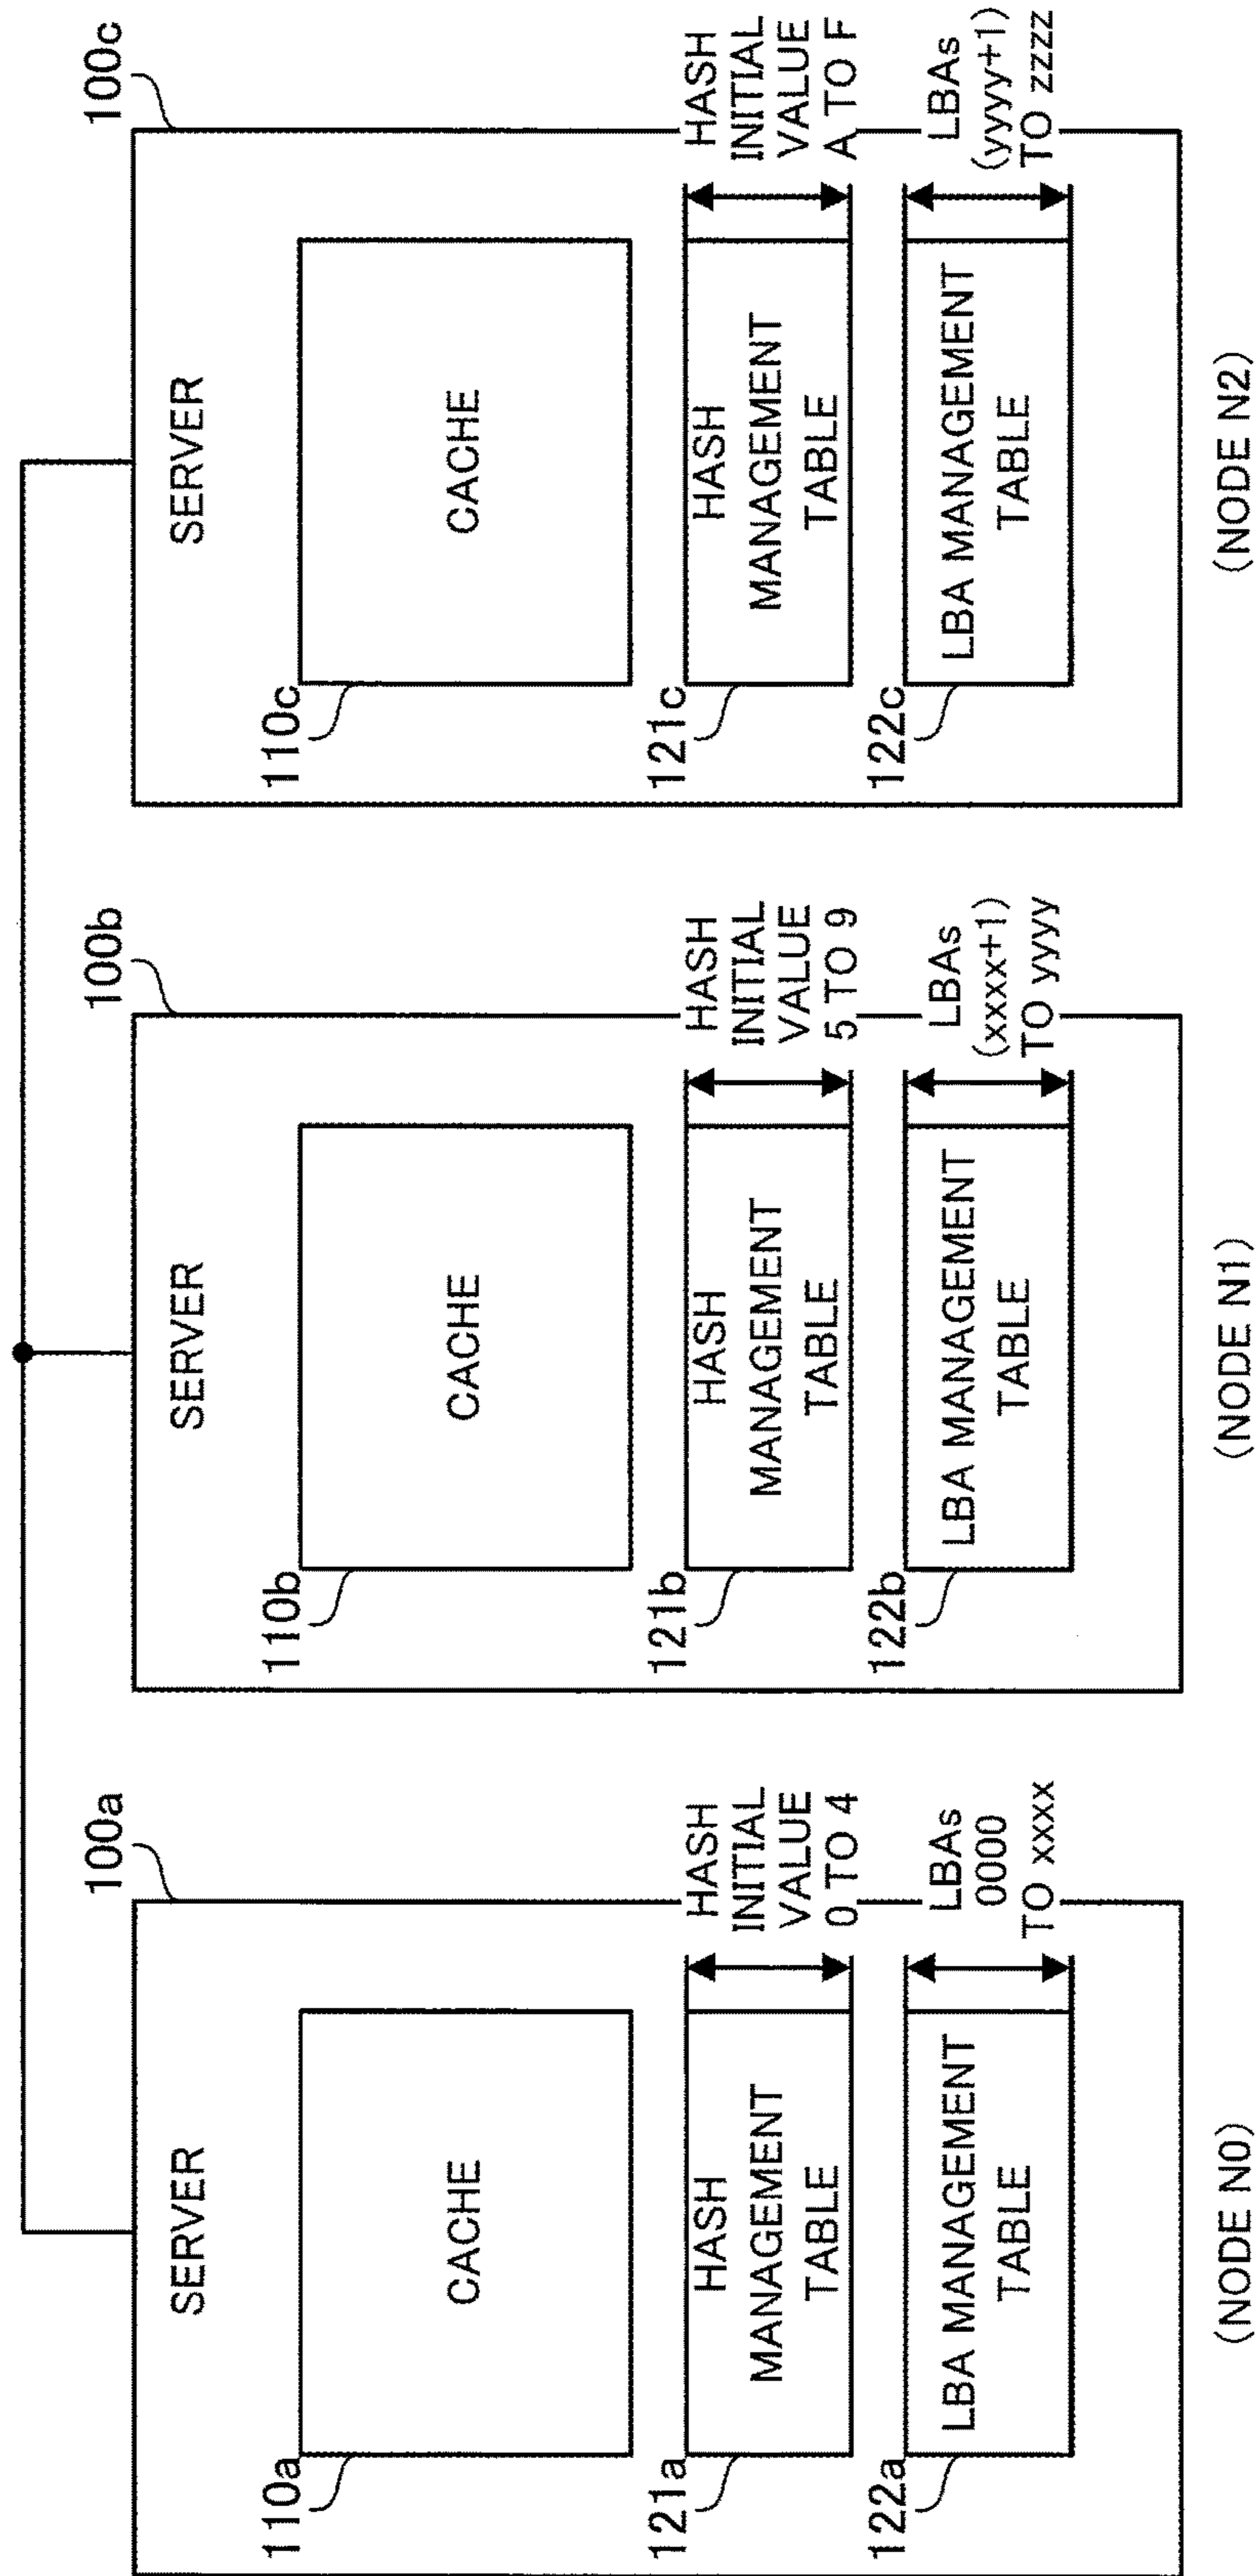 100a
SERVER
110a
CACHE
121a
HASH
MANAGEMENT
TABLE
HASH
INITIAL
VALUE
0 TO 4
122a
LBA MANAGEMENT
TABLE
LBAs
0000
TO xxxx
(NODE N0)
100b
SERVER
110b
CACHE
121b
HASH
MANAGEMENT
TABLE
HASH
INITIAL
VALUE
5 TO 9
122b
LBA MANAGEMENT
TABLE
LBAs
(xxxx+1)
TO yyyy
(NODE N1)
100c
SERVER
110c
CACHE
121c
HASH
MANAGEMENT
TABLE
HASH
INITIAL
VALUE
A TO F
122c
LBA MANAGEMENT
TABLE
LBAs
(yyyy+1)
TO zzzz
(NODE N2)